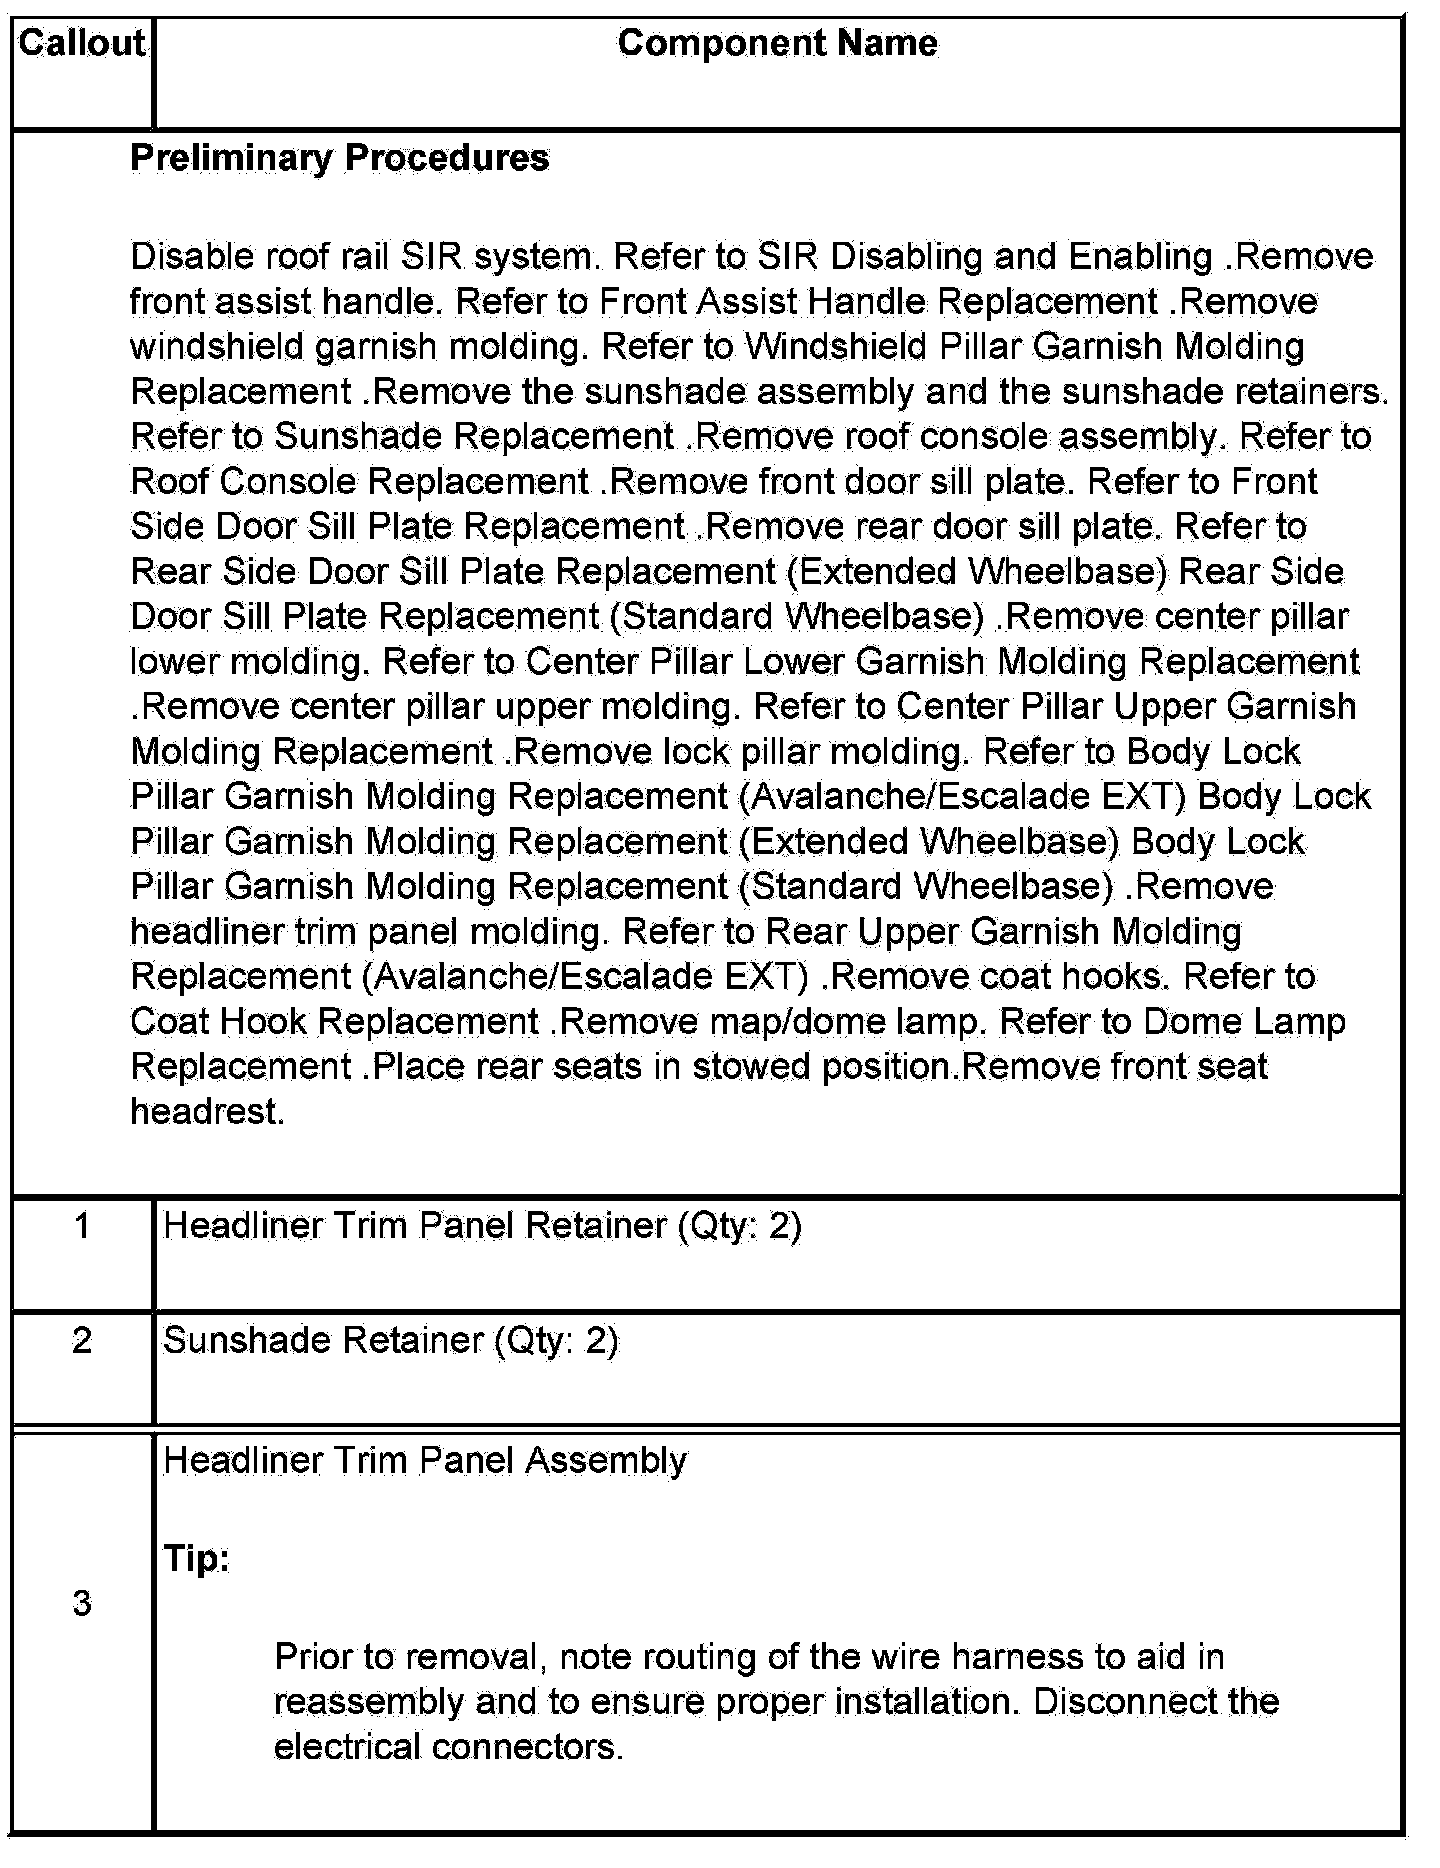 Callout Component Name
Preliminary Procedures
Disable roof rail SIR system. Refer to SIR Disabling and Enabling .Remove
front assist handle. Refer to Front Assist Handle Replacement .Remove
windshield garnish molding. Refer to Windshield Pillar Garnish Molding
Replacement .Remove the sunshade assembly and the sunshade retainers.
Refer to Sunshade Replacement .Remove roof console assembly. Refer to
Roof Console Replacement .Remove front door sill plate. Refer to Front
Side Door Sill Plate Replacement .Remove rear door sill plate. Refer to
Rear Side Door Sill Plate Replacement (Extended Wheelbase) Rear Side
Door Sill Plate Replacement (Standard Wheelbase) .Remove center pillar
lower molding. Refer to Center Pillar Lower Garnish Molding Replacement
.Remove center pillar upper molding. Refer to Center Pillar Upper Garnish
Molding Replacement .Remove lock pillar molding. Refer to Body Lock
Pillar Garnish Molding Replacement (Avalanche/Escalade EXT) Body Lock
Pillar Garnish Molding Replacement (Extended Wheelbase) Body Lock
Pillar Garnish Molding Replacement (Standard Wheelbase) .Remove
headliner trim panel molding. Refer to Rear Upper Garnish Molding
Replacement (Avalanche/Escalade EXT) .Remove coat hooks. Refer to
Coat Hook Replacement .Remove map/dome lamp. Refer to Dome Lamp
Replacement .Place rear seats in stowed position.Remove front seat
headrest.
1 Headliner Trim Panel Retainer (Qty: 2)
2 Sunshade Retainer (Qty: 2)
3 Headliner Trim Panel Assembly
Tip:
Prior to removal, note routing of the wire harness to aid in
reassembly and to ensure proper installation. Disconnect the
electrical connectors.